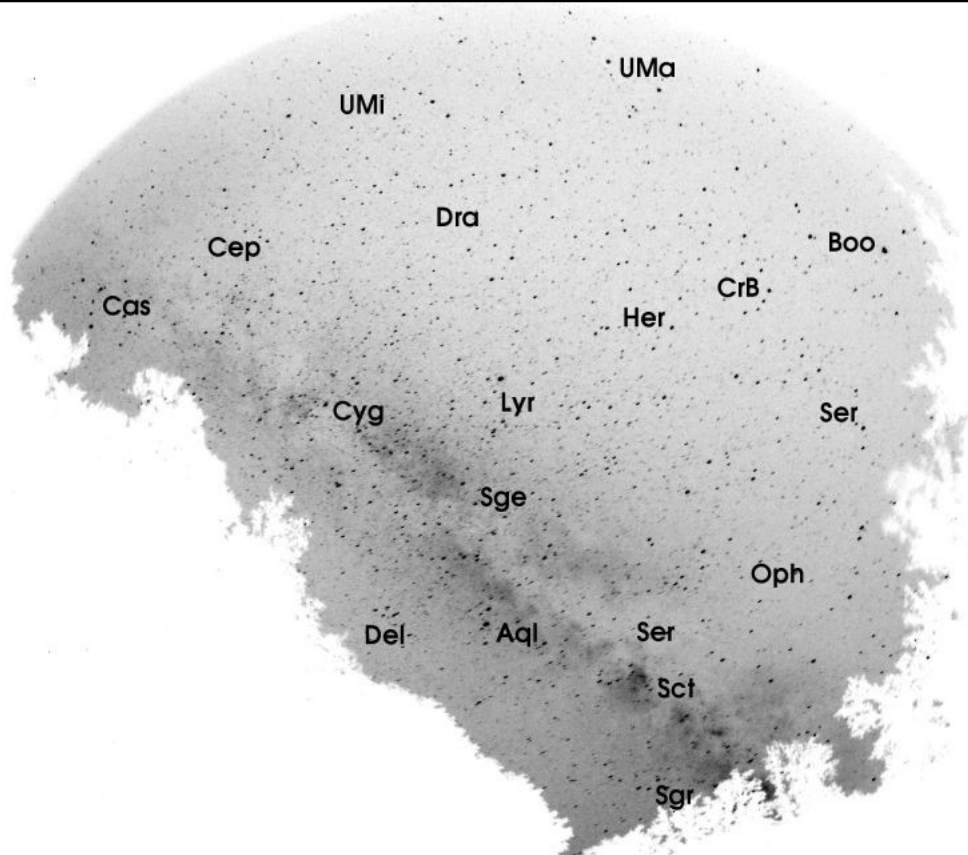 UMa
UMi
Dra
Cep
Boo
CrB
Cas
Her
Lyr
Cyg
Ser
Sge
Oph
Del
Aql
Ser
Sct
Sgr